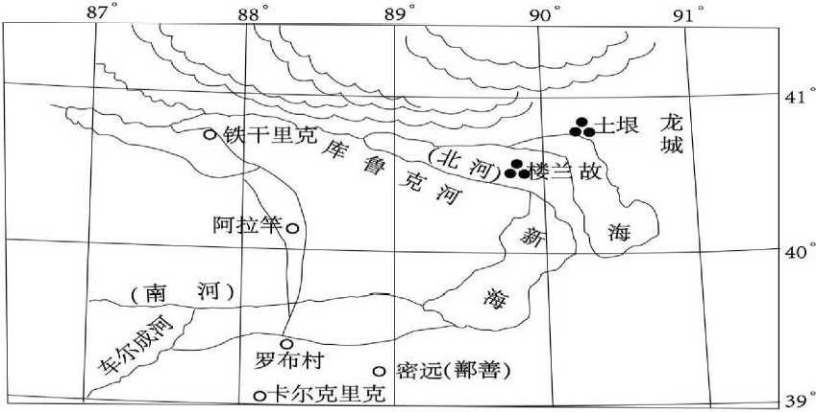 87° 88° 89° 90° 91°
41°
土垠
龙城
铁干里克
库鲁克河
(北河)
楼兰故
阿拉竿
新海
海
40°
(南河)
车尔成河
罗布村
密远(鄯善)
卡尔克里克
39°